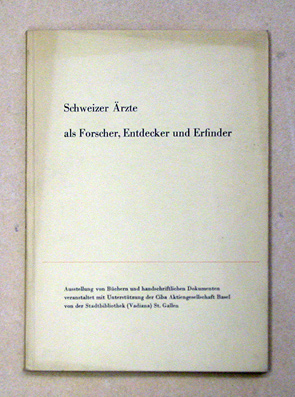 Schweizer Ärzte
als Forscher, Entdecker und Erfinder
Ausstellung von Büchern und handschriftlichen Dokumenten
veranstaltet mit Unterstützung der Ciba Aktiengesellschaft Basel
von der Stadtbibliothek (Vadiana) St. Gallen